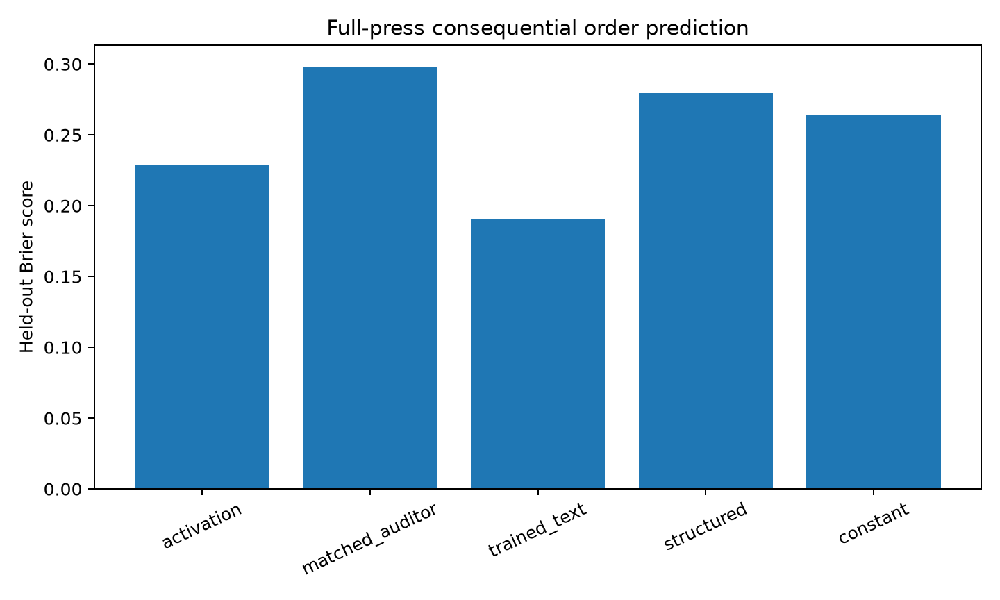 Full-press consequential order prediction
Held-out Brier score
0.30
0.25
0.20
0.15
0.10
0.05
0.00
activation
matched_auditor
trained_text
structured
constant